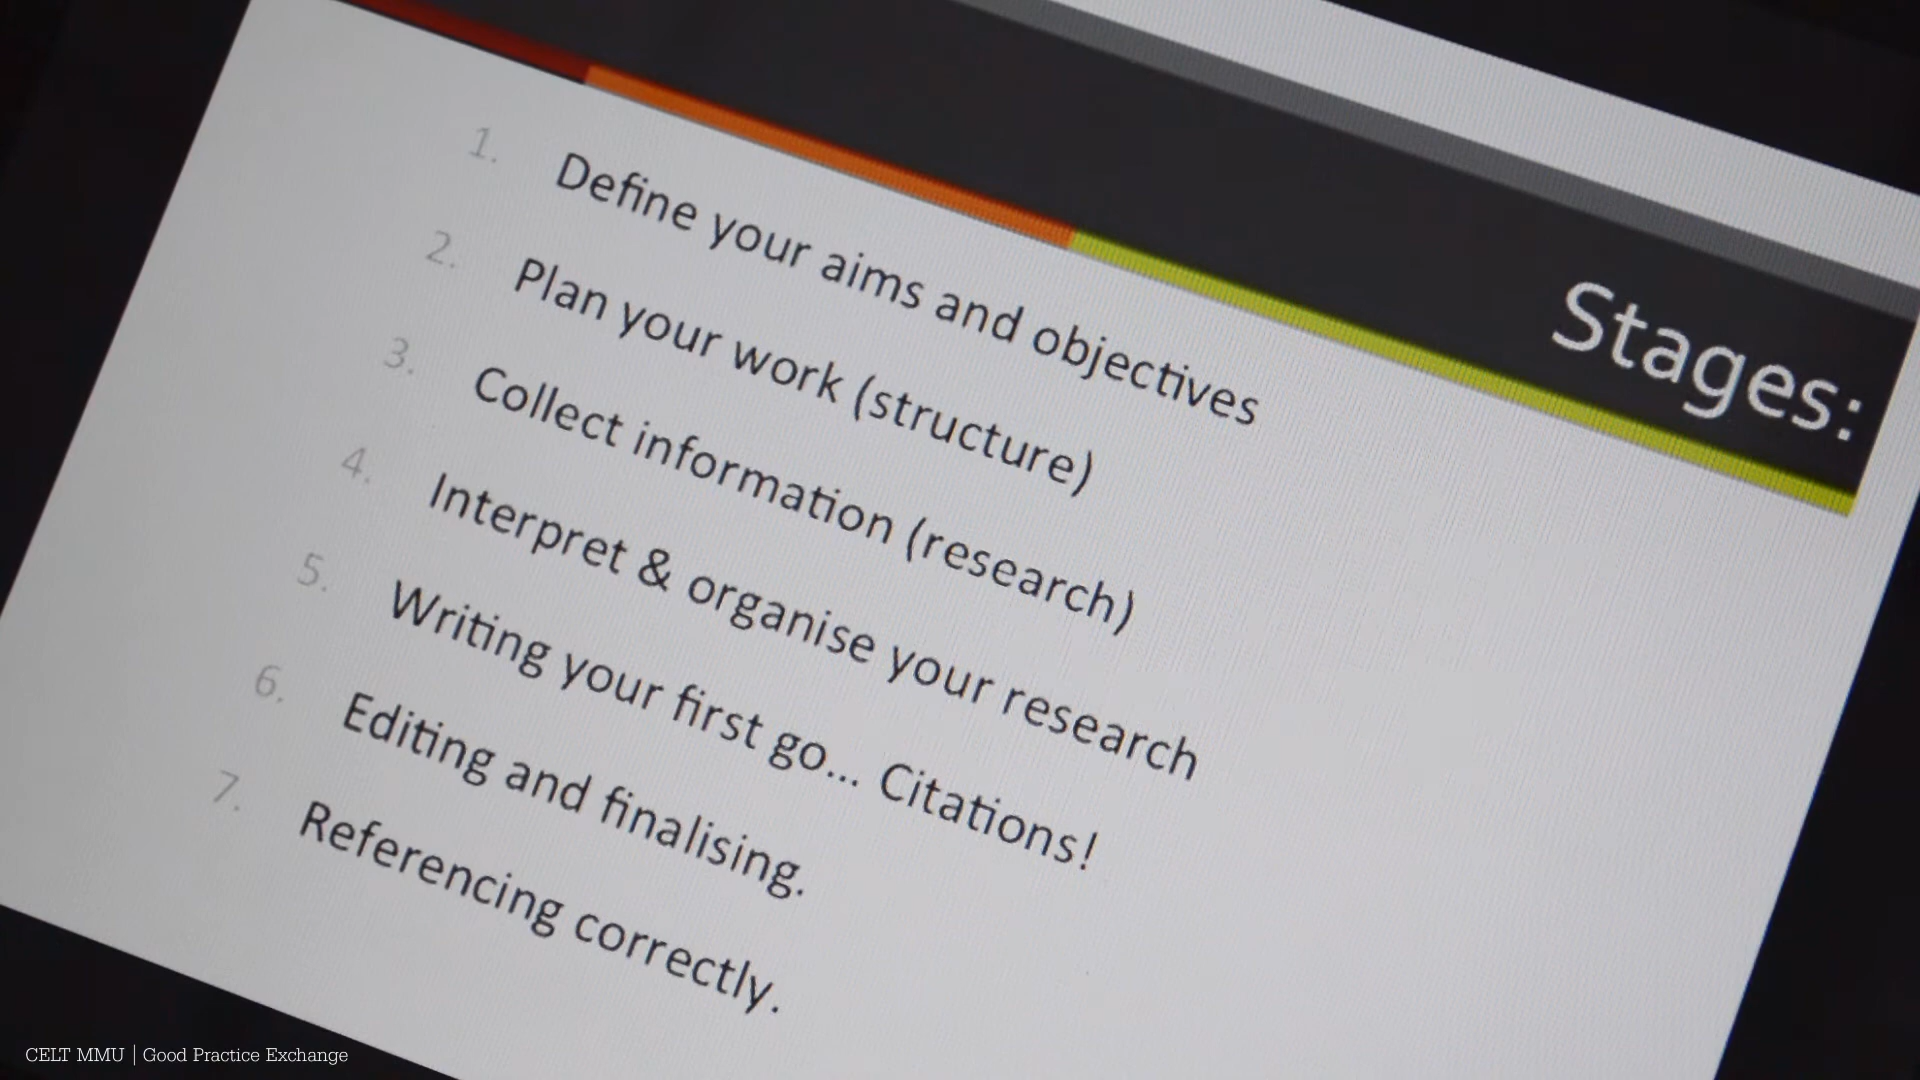 Stages:
1. Define your aims and objectives
2. Plan your work (structure)
3. Collect information (research)
4. Interpret & organise your research
5. Writing your first go... Citations!
6. Editing and finalising.
7. Referencing correctly.
CELT MMU | Good Practice Exchange